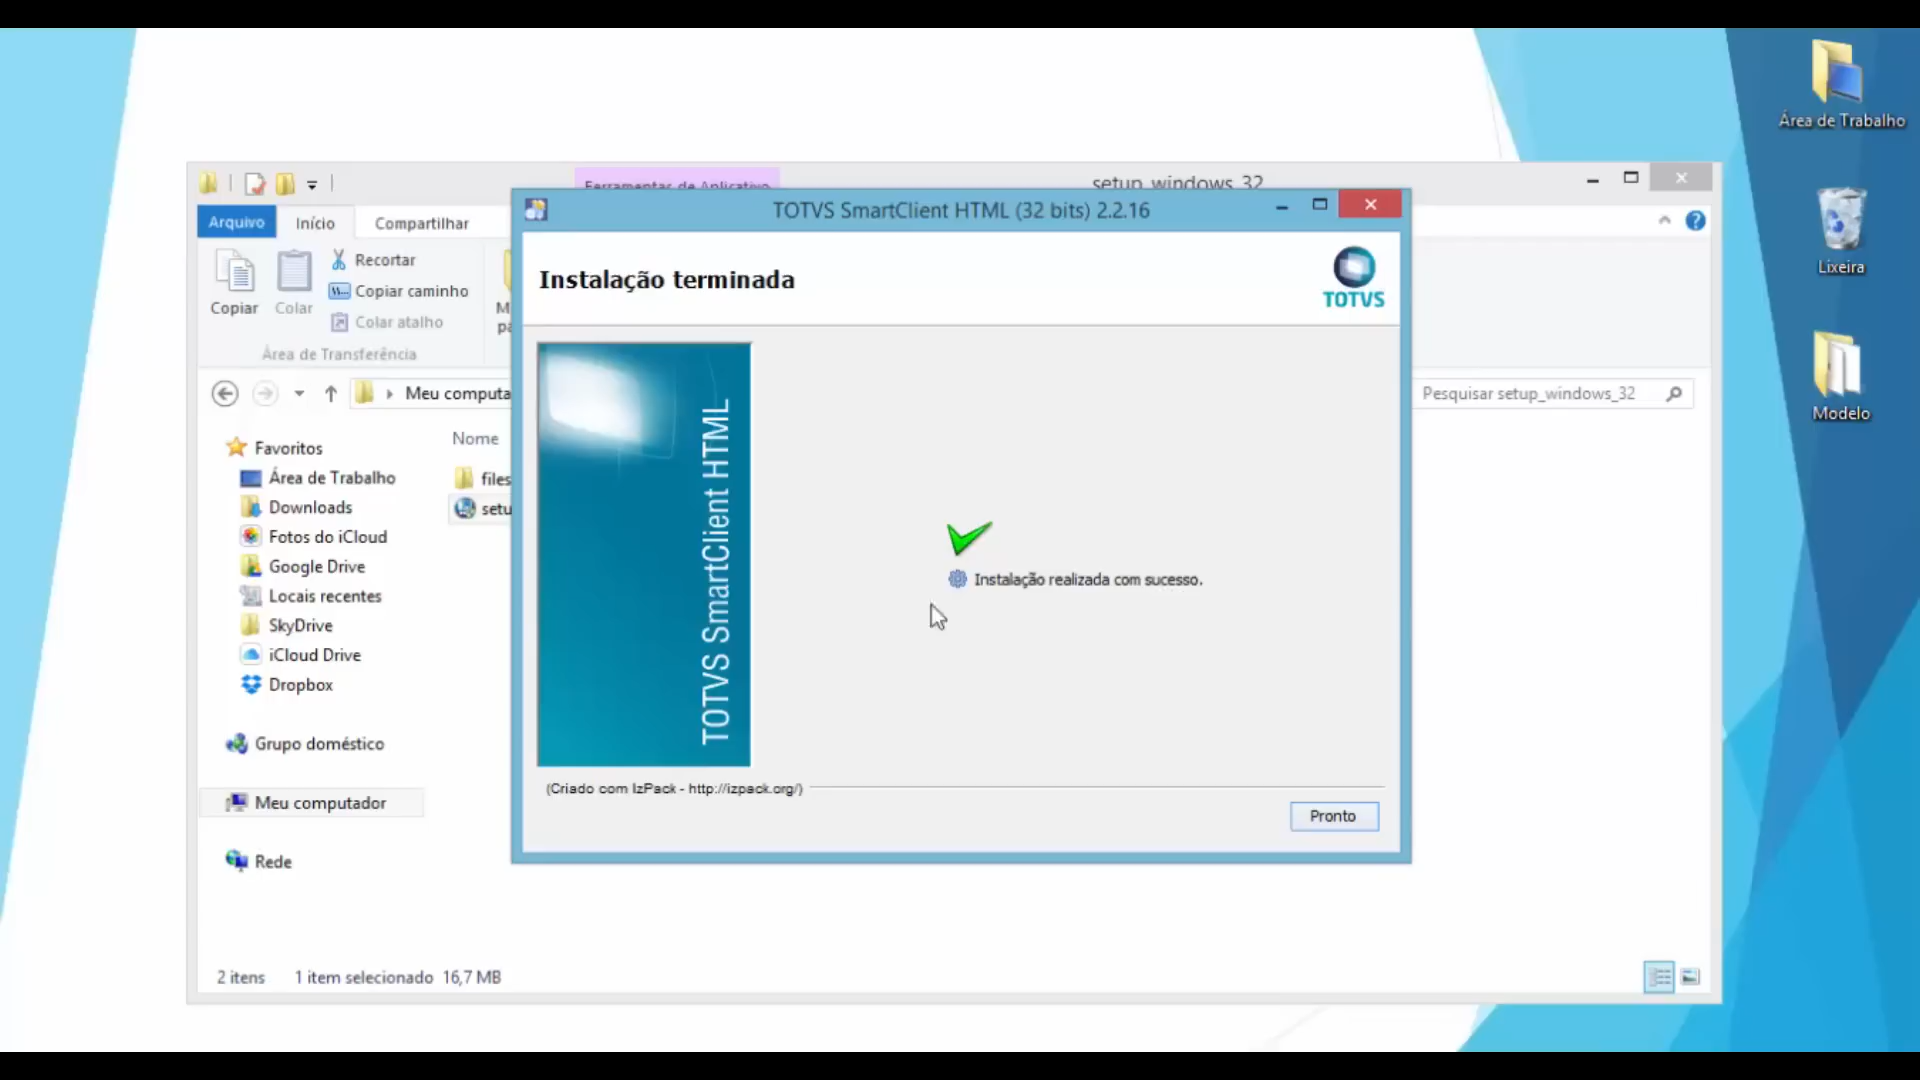 Área de Trabalho
Lixeira
Modelo
Ferramentas de Aplicativo
setup_windows_32
Arquivo
Início
Compartilhar
Copiar
Colar
Recortar
Copiar caminho
Colar atalho
Área de Transferência
Meu computa
Pesquisar setup_windows_32
Nome
files
setu
Favoritos
Área de Trabalho
Downloads
Fotos do iCloud
Google Drive
Locais recentes
SkyDrive
iCloud Drive
Dropbox
Grupo doméstico
Meu computador
Rede
2 itens 1 item selecionado 16,7 MB
TOTVS SmartClient HTML (32 bits) 2.2.16
Instalação terminada
TOTVS
TOTVS SmartClient HTML
Instalação realizada com sucesso.
(Criado com IzPack - http://izpack.org/)
Pronto